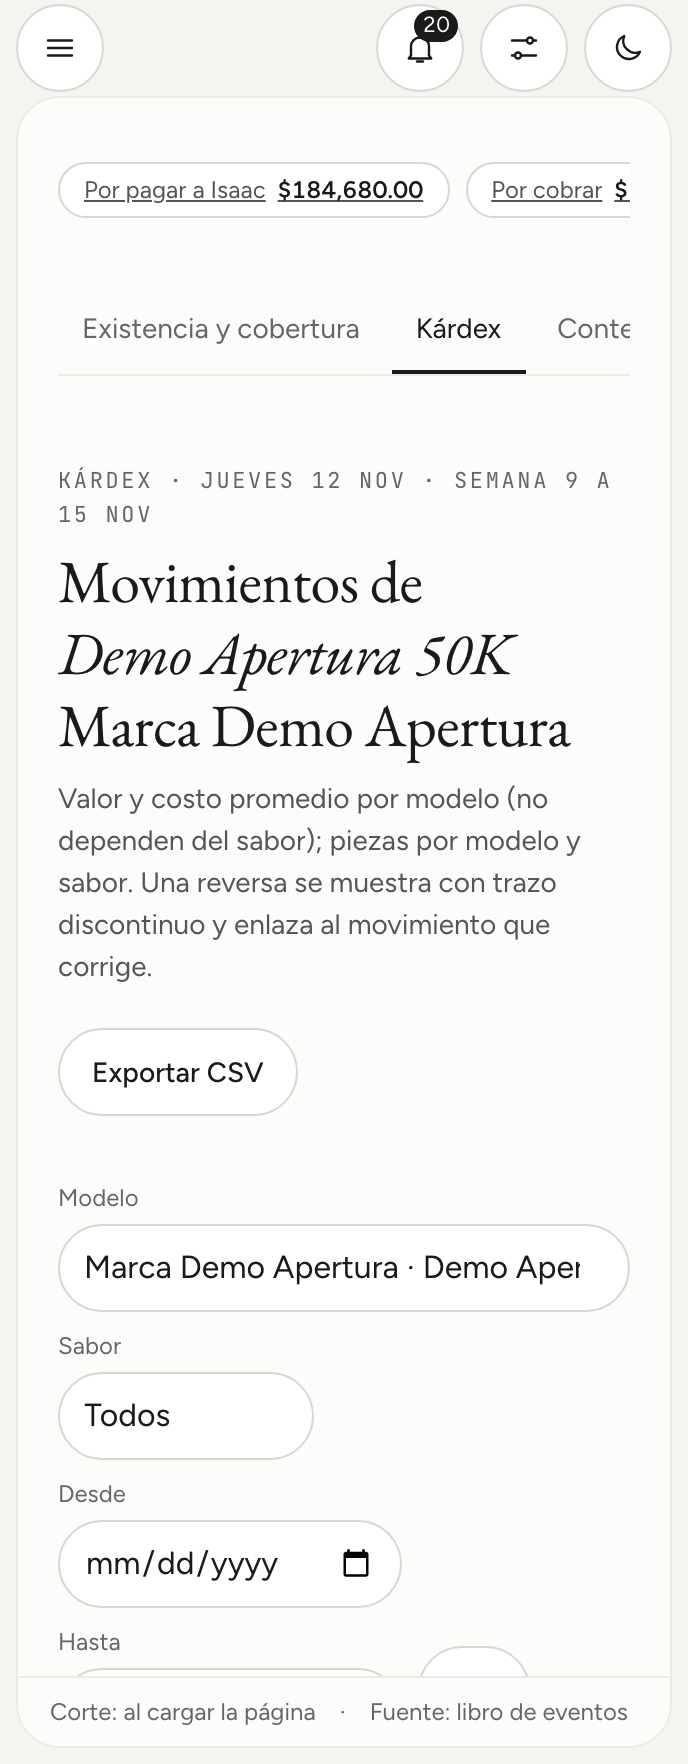 20
Por pagar a Isaac $184,680.00 Por cobrar $
Existencia y cobertura Kárdex Conte
KÁRDEX · JUEVES 12 NOV · SEMANA 9 A
15 NOV
Movimientos de
Demo Apertura 50K
Marca Demo Apertura
Valor y costo promedio por modelo (no
dependen del sabor); piezas por modelo y
sabor. Una reversa se muestra con trazo
discontinuo y enlaza al movimiento que
corrige.
Exportar CSV
Modelo
Marca Demo Apertura · Demo Aper
Sabor
Todos
Desde
mm/dd/yyyy
Hasta
Corte: al cargar la página · Fuente: libro de eventos